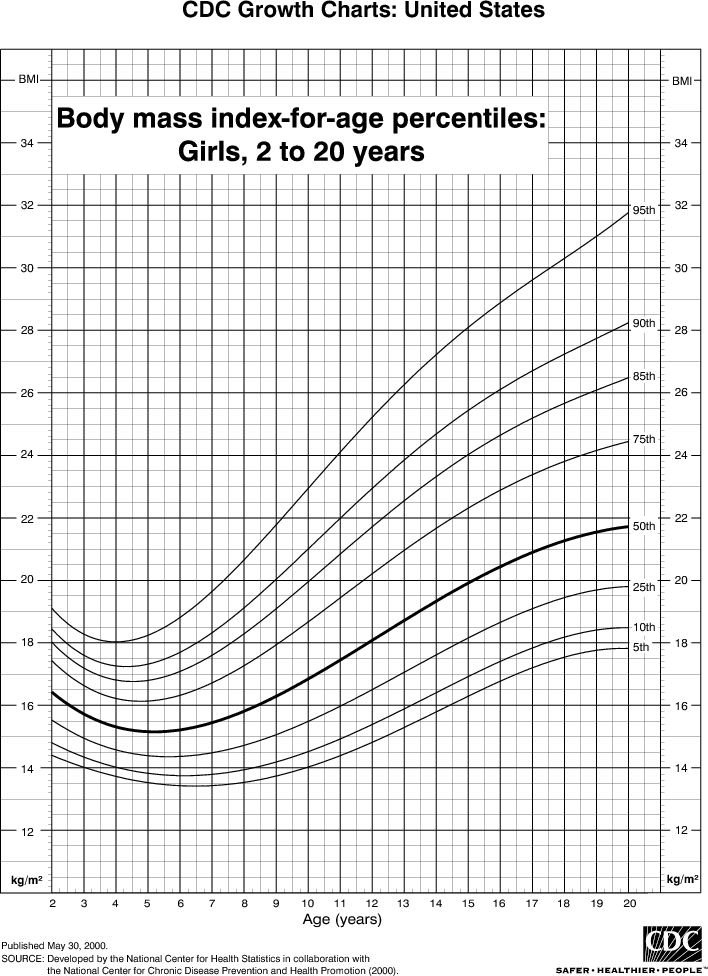 CDC Growth Charts: United States
BMI BMI
Body mass index-for-age percentiles:
Girls, 2 to 20 years
34 34
32 95th 32
30 30
28 90th 28
26 85th 26
24 75th 24
22 50th 22
20 25th 20
18 10th 18
5th
16 16
14 14
12 12
kg/m² kg/m²
2 3 4 5 6 7 8 9 10 11 12 13 14 15 16 17 18 19 20
Age (years)
Published May 30, 2000.
SOURCE: Developed by the National Center for Health Statistics in collaboration with
the National Center for Chronic Disease Prevention and Health Promotion (2000).
CDC
SAFER • HEALTHIER • PEOPLE™